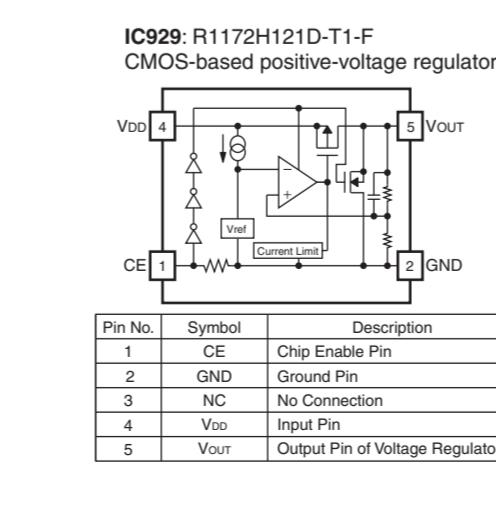 IC929: R1172H121D-T1-F
CMOS-based positive-voltage regulator
VDD 4
5 VOUT
Vref
Current Limit
CE 1
2 GND
Pin No. Symbol Description
1 CE Chip Enable Pin
2 GND Ground Pin
3 NC No Connection
4 VDD Input Pin
5 VOUT Output Pin of Voltage Regulato